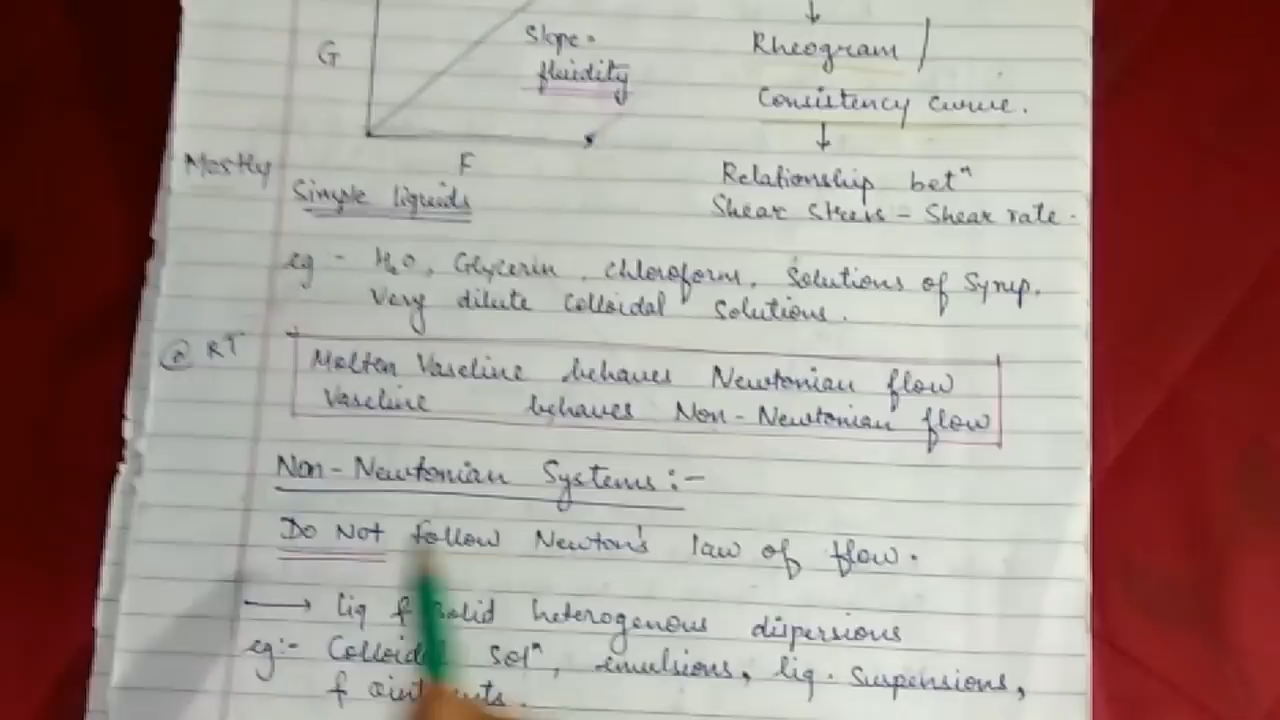 G
Slope =
fluidity
F
Rheogram /
Consistency curve.
Relationship betⁿ
Shear stress - Shear rate.
Mostly
Simple liquids
eg - H₂O, Glycerin, Chloroform, Solutions of Syrup.
Very dilute Colloidal Solutions.
@ RT
Molten Vaseline behaves Newtonian flow
Vaseline behaves Non-Newtonian flow
Non-Newtonian Systems:-
Do Not follow Newton's law of flow.
→ liq & solid heterogenous dispersions
eg:- Colloidal solⁿ, emulsions, liq. Suspensions,
& ointments.